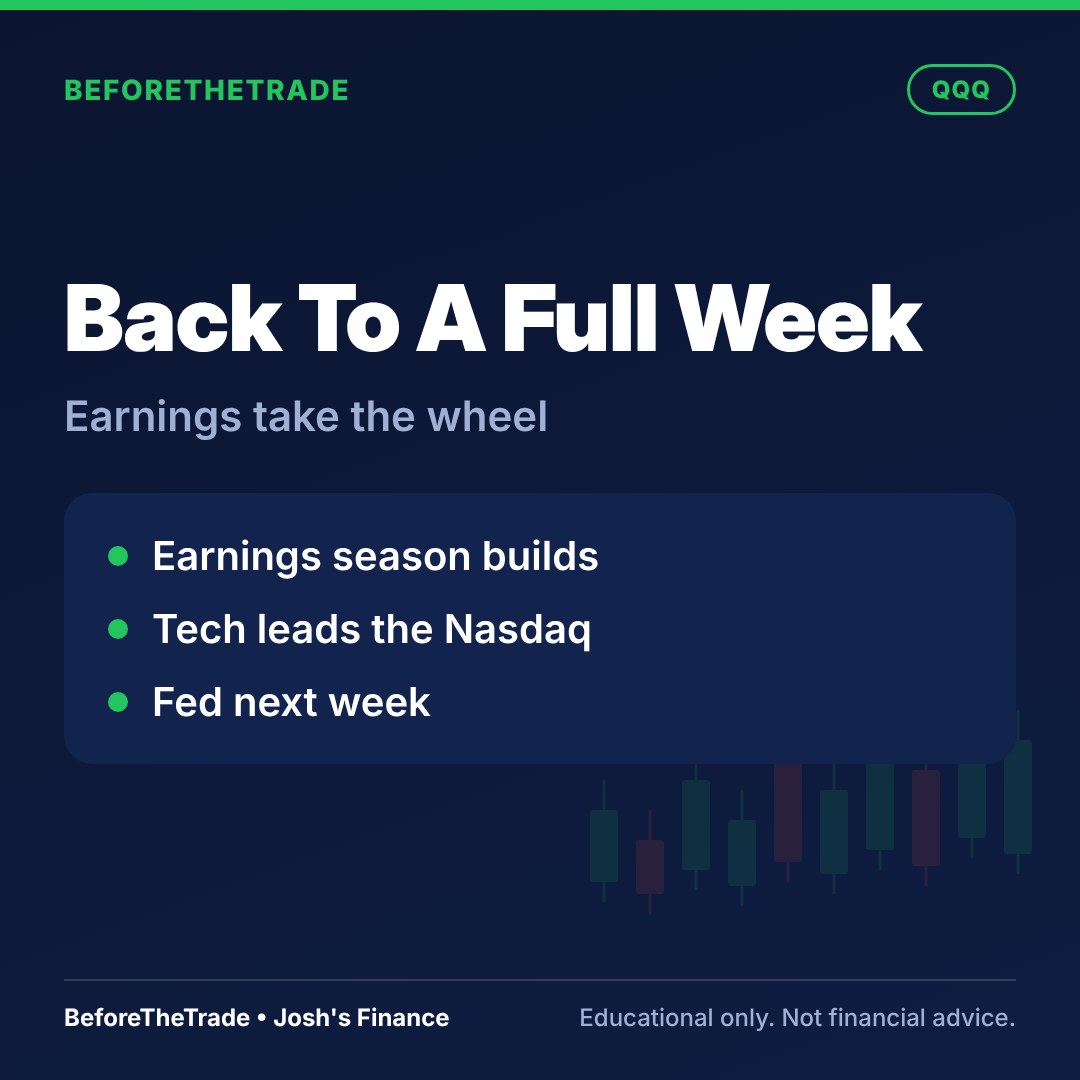 BEFORETHETRADE
QQQ
Back To A Full Week
Earnings take the wheel
Earnings season builds
Tech leads the Nasdaq
Fed next week
BeforeTheTrade • Josh's Finance
Educational only. Not financial advice.